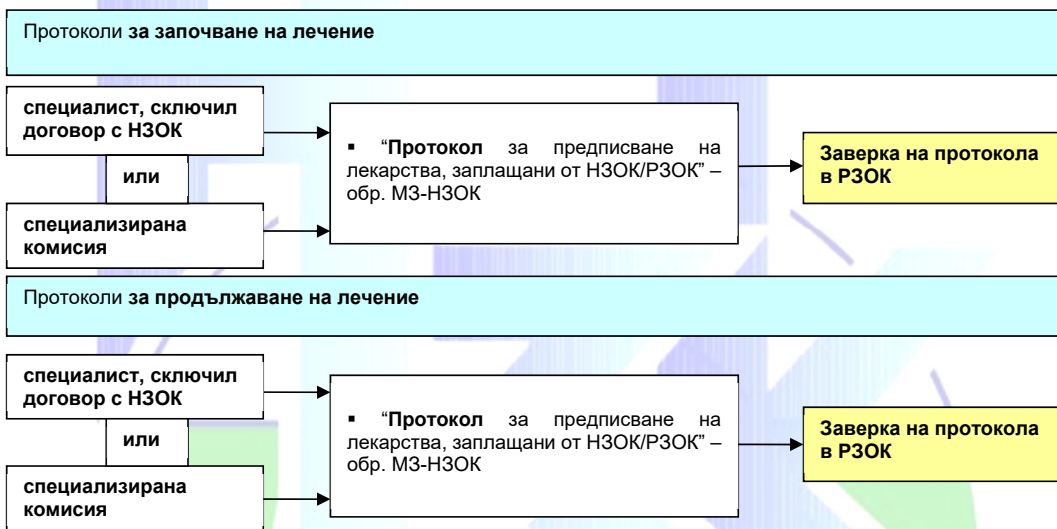 Протоколи за започване на лечение
специалист, сключил
договор с НЗОК
или
специализирана
комисия
▪ “Протокол за предписване на
лекарства, заплащани от НЗОК/РЗОК” –
обр. МЗ-НЗОК
Заверка на протокола
в РЗОК
Протоколи за продължаване на лечение
специалист, сключил
договор с НЗОК
или
специализирана
комисия
▪ “Протокол за предписване на
лекарства, заплащани от НЗОК/РЗОК” –
обр. МЗ-НЗОК
Заверка на протокола
в РЗОК